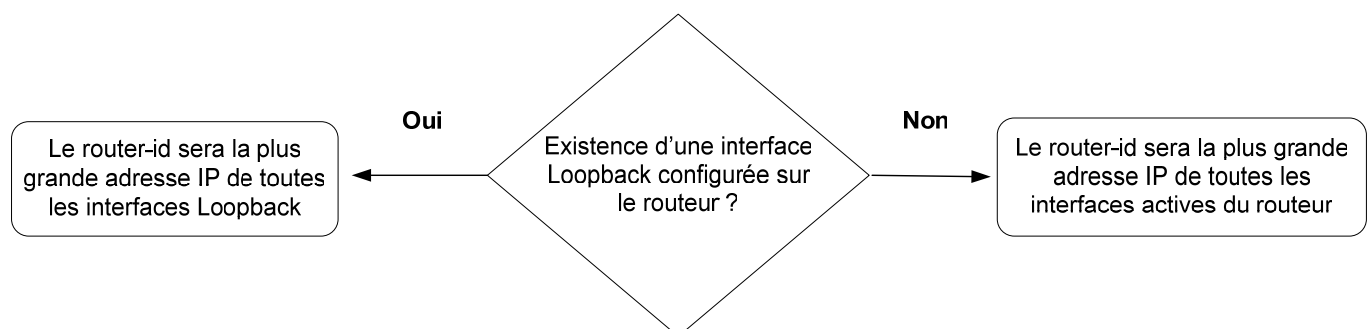 Oui
Le router-id sera la plus
grande adresse IP de toutes
les interfaces Loopback
Existence d'une interface
Loopback configurée sur
le routeur ?
Non
Le router-id sera la plus grande
adresse IP de toutes les
interfaces actives du routeur